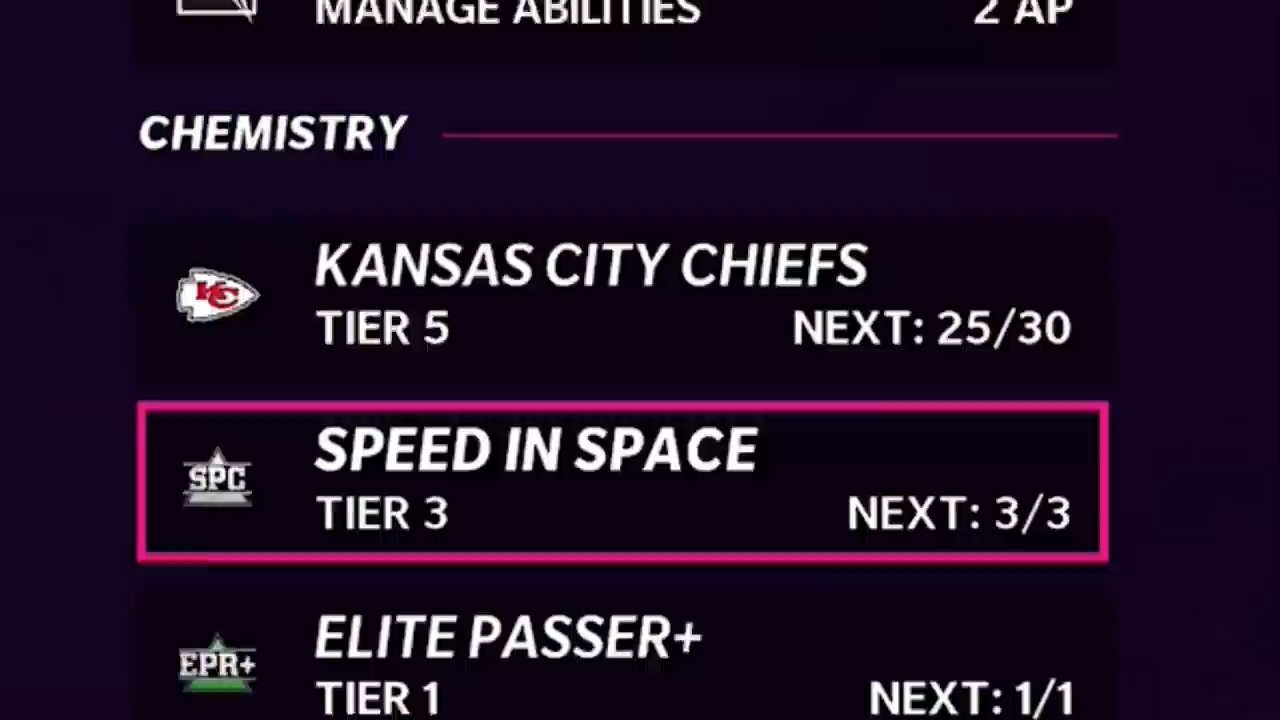 MANAGE ABILITIES 2 AP
CHEMISTRY
KC
KANSAS CITY CHIEFS
TIER 5 NEXT: 25/30
SPC
SPEED IN SPACE
TIER 3 NEXT: 3/3
EPR+
ELITE PASSER+
TIER 1 NEXT: 1/1